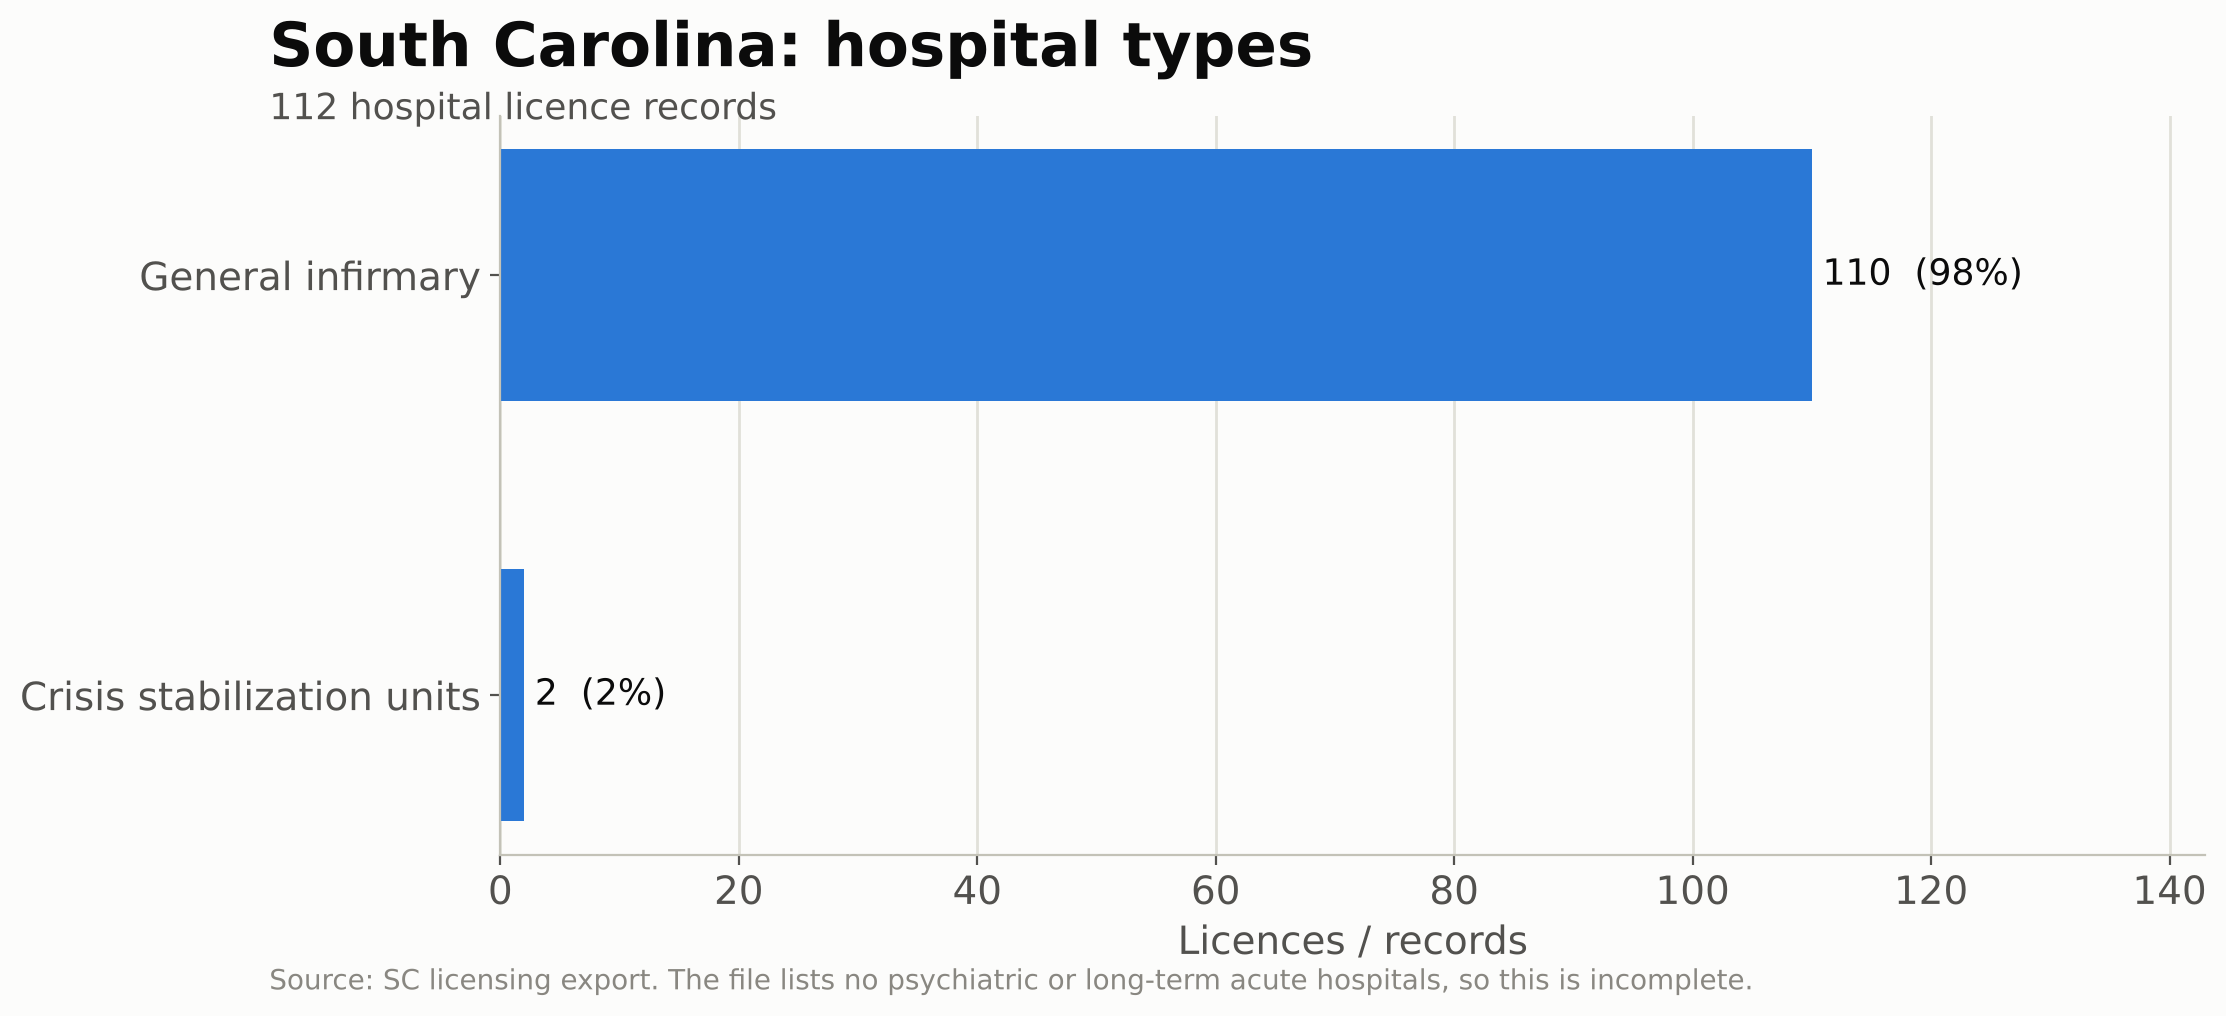 South Carolina: hospital types
112 hospital licence records
General infirmary
110 (98%)
Crisis stabilization units
2 (2%)
0 20 40 60 80 100 120 140
Licences / records
Source: SC licensing export. The file lists no psychiatric or long-term acute hospitals, so this is incomplete.